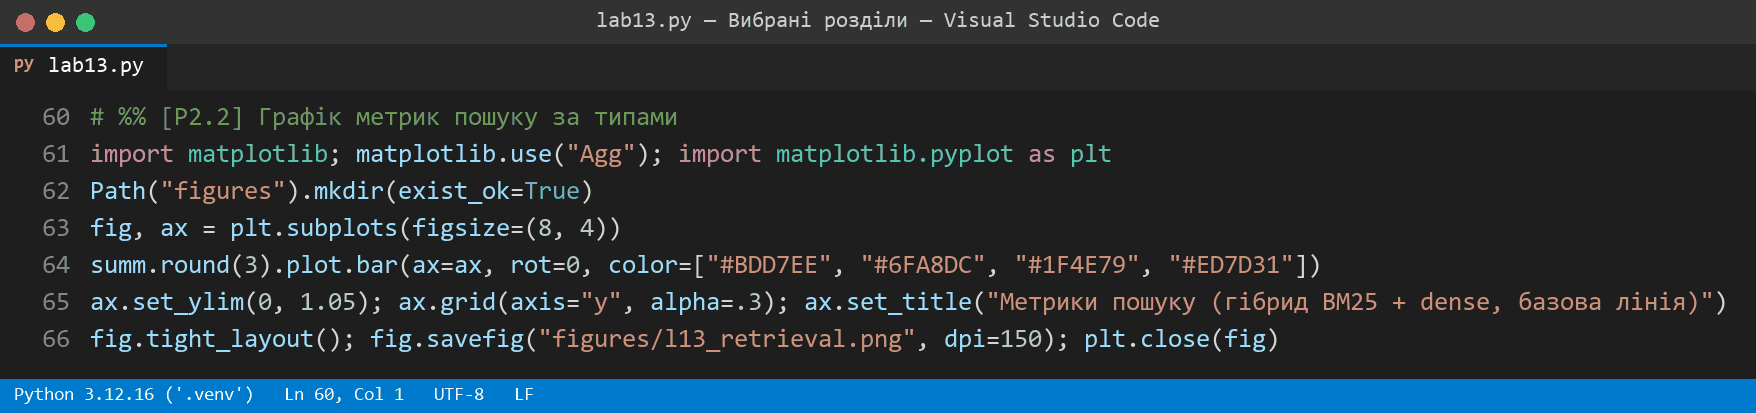 lab13.py — Вибрані розділи — Visual Studio Code
py lab13.py
60 # %% [P2.2] Графік метрик пошуку за типами
61 import matplotlib; matplotlib.use("Agg"); import matplotlib.pyplot as plt
62 Path("figures").mkdir(exist_ok=True)
63 fig, ax = plt.subplots(figsize=(8, 4))
64 summ.round(3).plot.bar(ax=ax, rot=0, color=["#BDD7EE", "#6FA8DC", "#1F4E79", "#ED7D31"])
65 ax.set_ylim(0, 1.05); ax.grid(axis="y", alpha=.3); ax.set_title("Метрики пошуку (гібрид BM25 + dense, базова лінія)")
66 fig.tight_layout(); fig.savefig("figures/l13_retrieval.png", dpi=150); plt.close(fig)
Python 3.12.16 ('.venv') Ln 60, Col 1 UTF-8 LF